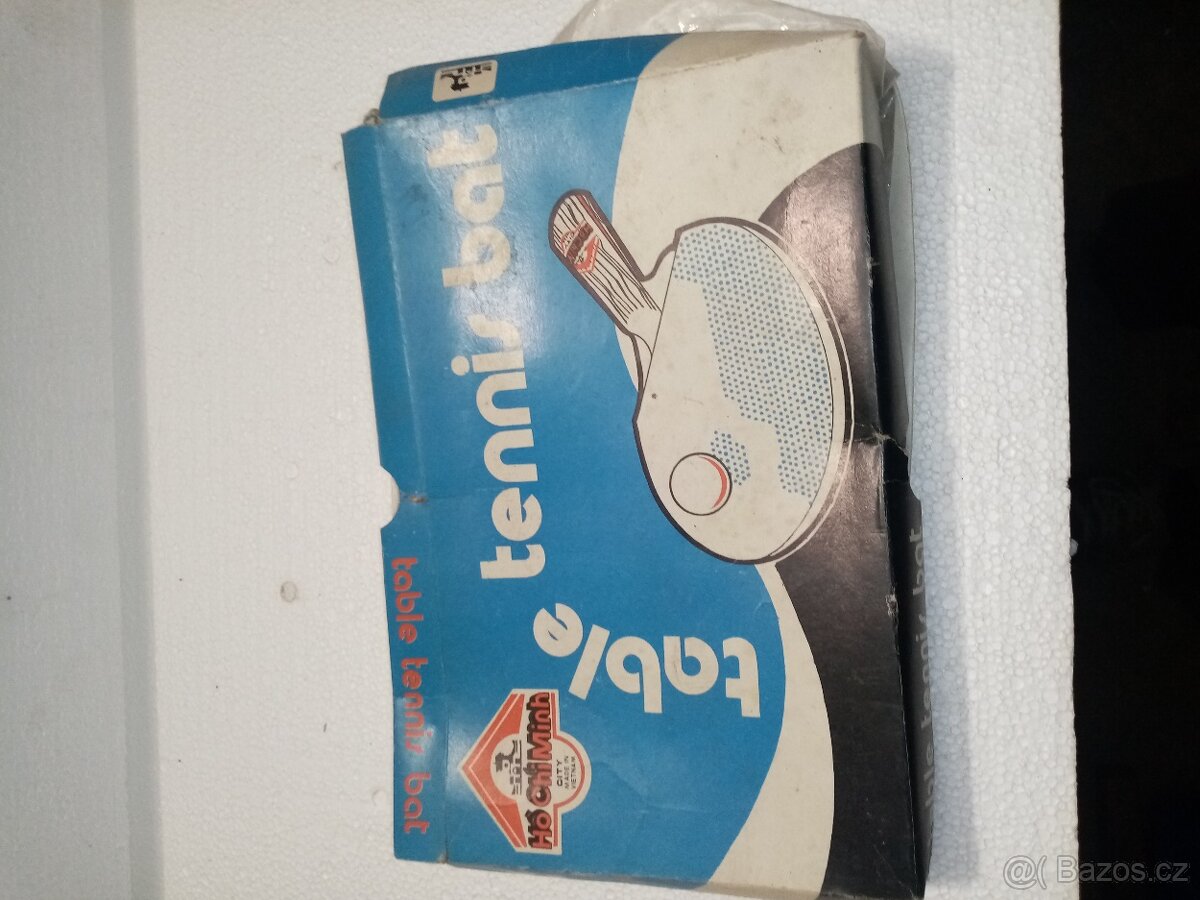 table
tennis bat
Hồ Chí Minh
CITY
MADE IN
VIETNAM
table tennis bat
table tennis bat
@( Bazos.cz